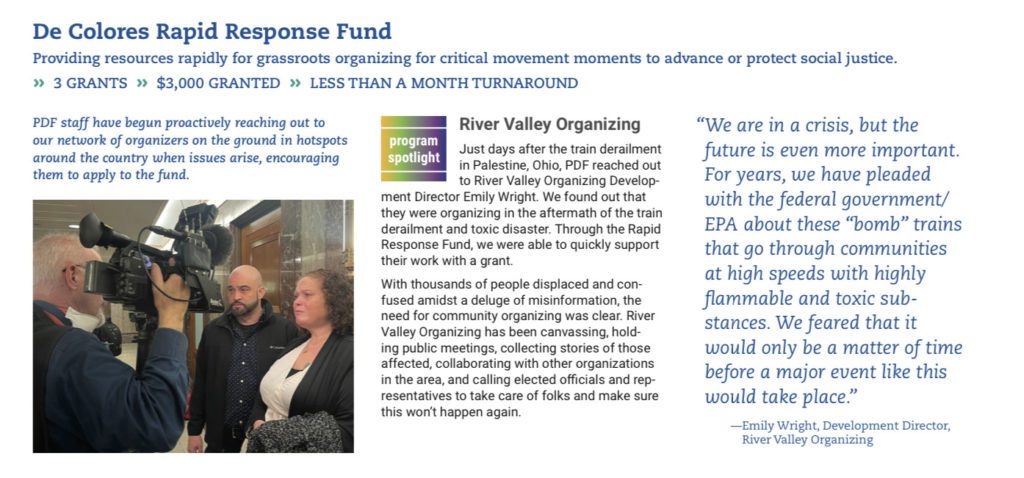 De Colores Rapid Response Fund
Providing resources rapidly for grassroots organizing for critical movement moments to advance or protect social justice.
» 3 GRANTS » $3,000 GRANTED » LESS THAN A MONTH TURNAROUND
PDF staff have begun proactively reaching out to
our network of organizers on the ground in hotspots
around the country when issues arise, encouraging
them to apply to the fund.
program
spotlight
River Valley Organizing
Just days after the train derailment
in Palestine, Ohio, PDF reached out
to River Valley Organizing Develop-
ment Director Emily Wright. We found out that
they were organizing in the aftermath of the train
derailment and toxic disaster. Through the Rapid
Response Fund, we were able to quickly support
their work with a grant.
With thousands of people displaced and con-
fused amidst a deluge of misinformation, the
need for community organizing was clear. River
Valley Organizing has been canvassing, hold-
ing public meetings, collecting stories of those
affected, collaborating with other organizations
in the area, and calling elected officials and rep-
resentatives to take care of folks and make sure
this won’t happen again.
“We are in a crisis, but the
future is even more important.
For years, we have pleaded
with the federal government/
EPA about these “bomb” trains
that go through communities
at high speeds with highly
flammable and toxic sub-
stances. We feared that it
would only be a matter of time
before a major event like this
would take place.”
—Emily Wright, Development Director,
River Valley Organizing